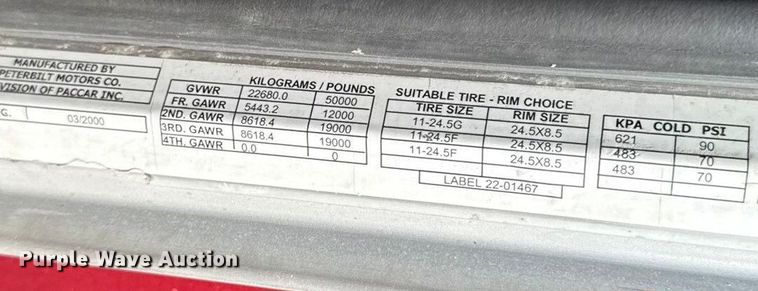 MANUFACTURED BY
PETERBILT MOTORS CO.
VISION OF PACCAR INC.
G. 03/2000
KILOGRAMS / POUNDS
GVWR 22680.0 50000
FR. GAWR 5443.2 12000
2ND. GAWR 8618.4 19000
3RD. GAWR 8618.4 19000
4TH. GAWR 0.0 0
SUITABLE TIRE - RIM CHOICE
TIRE SIZE RIM SIZE
11-24.5G 24.5X8.5
11-24.5F 24.5X8.5
11-24.5F 24.5X8.5
LABEL 22-01467
KPA COLD PSI
621 90
483 70
483 70
Purple Wave Auction